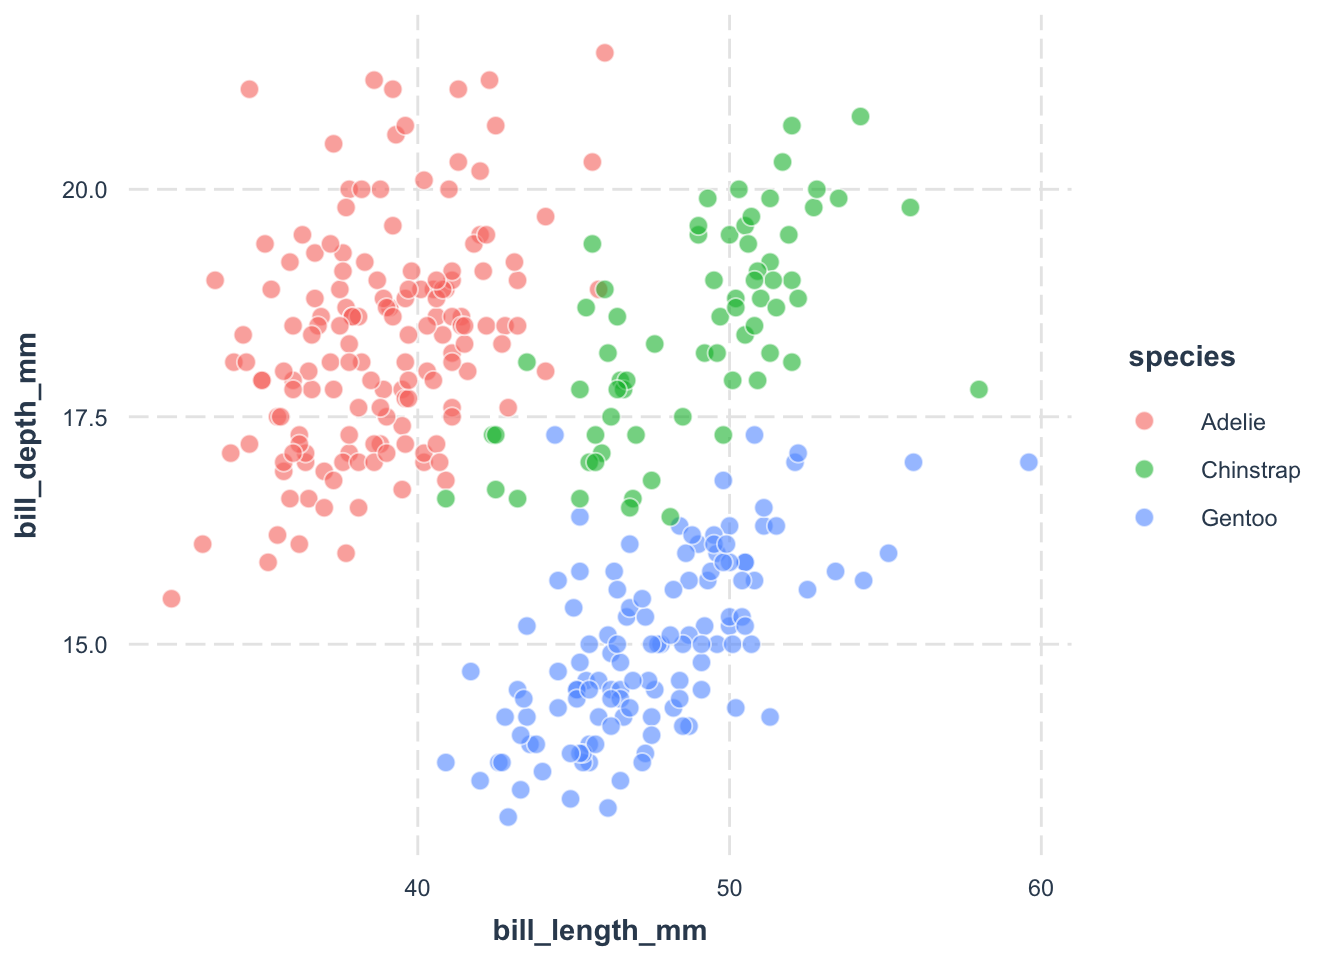 20.0
17.5
15.0
bill_depth_mm
40
50
60
bill_length_mm
species
Adelie
Chinstrap
Gentoo